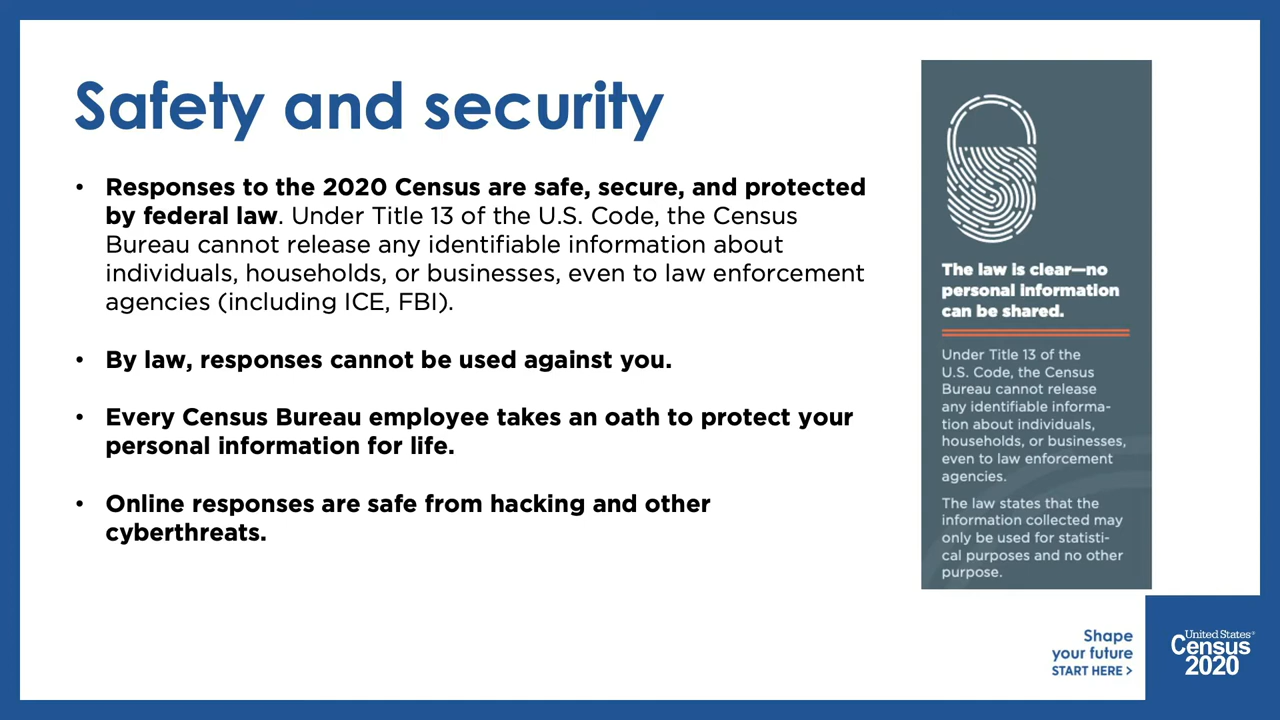 Safety and security
• Responses to the 2020 Census are safe, secure, and protected
by federal law. Under Title 13 of the U.S. Code, the Census
Bureau cannot release any identifiable information about
individuals, households, or businesses, even to law enforcement
agencies (including ICE, FBI).
• By law, responses cannot be used against you.
• Every Census Bureau employee takes an oath to protect your
personal information for life.
• Online responses are safe from hacking and other
cyberthreats.
The law is clear—no
personal information
can be shared.
Under Title 13 of the
U.S. Code, the Census
Bureau cannot release
any identifiable informa-
tion about individuals,
households, or businesses,
even to law enforcement
agencies.
The law states that the
information collected may
only be used for statisti-
cal purposes and no other
purpose.
Shape
your future
START HERE >
United States®
Census
2020